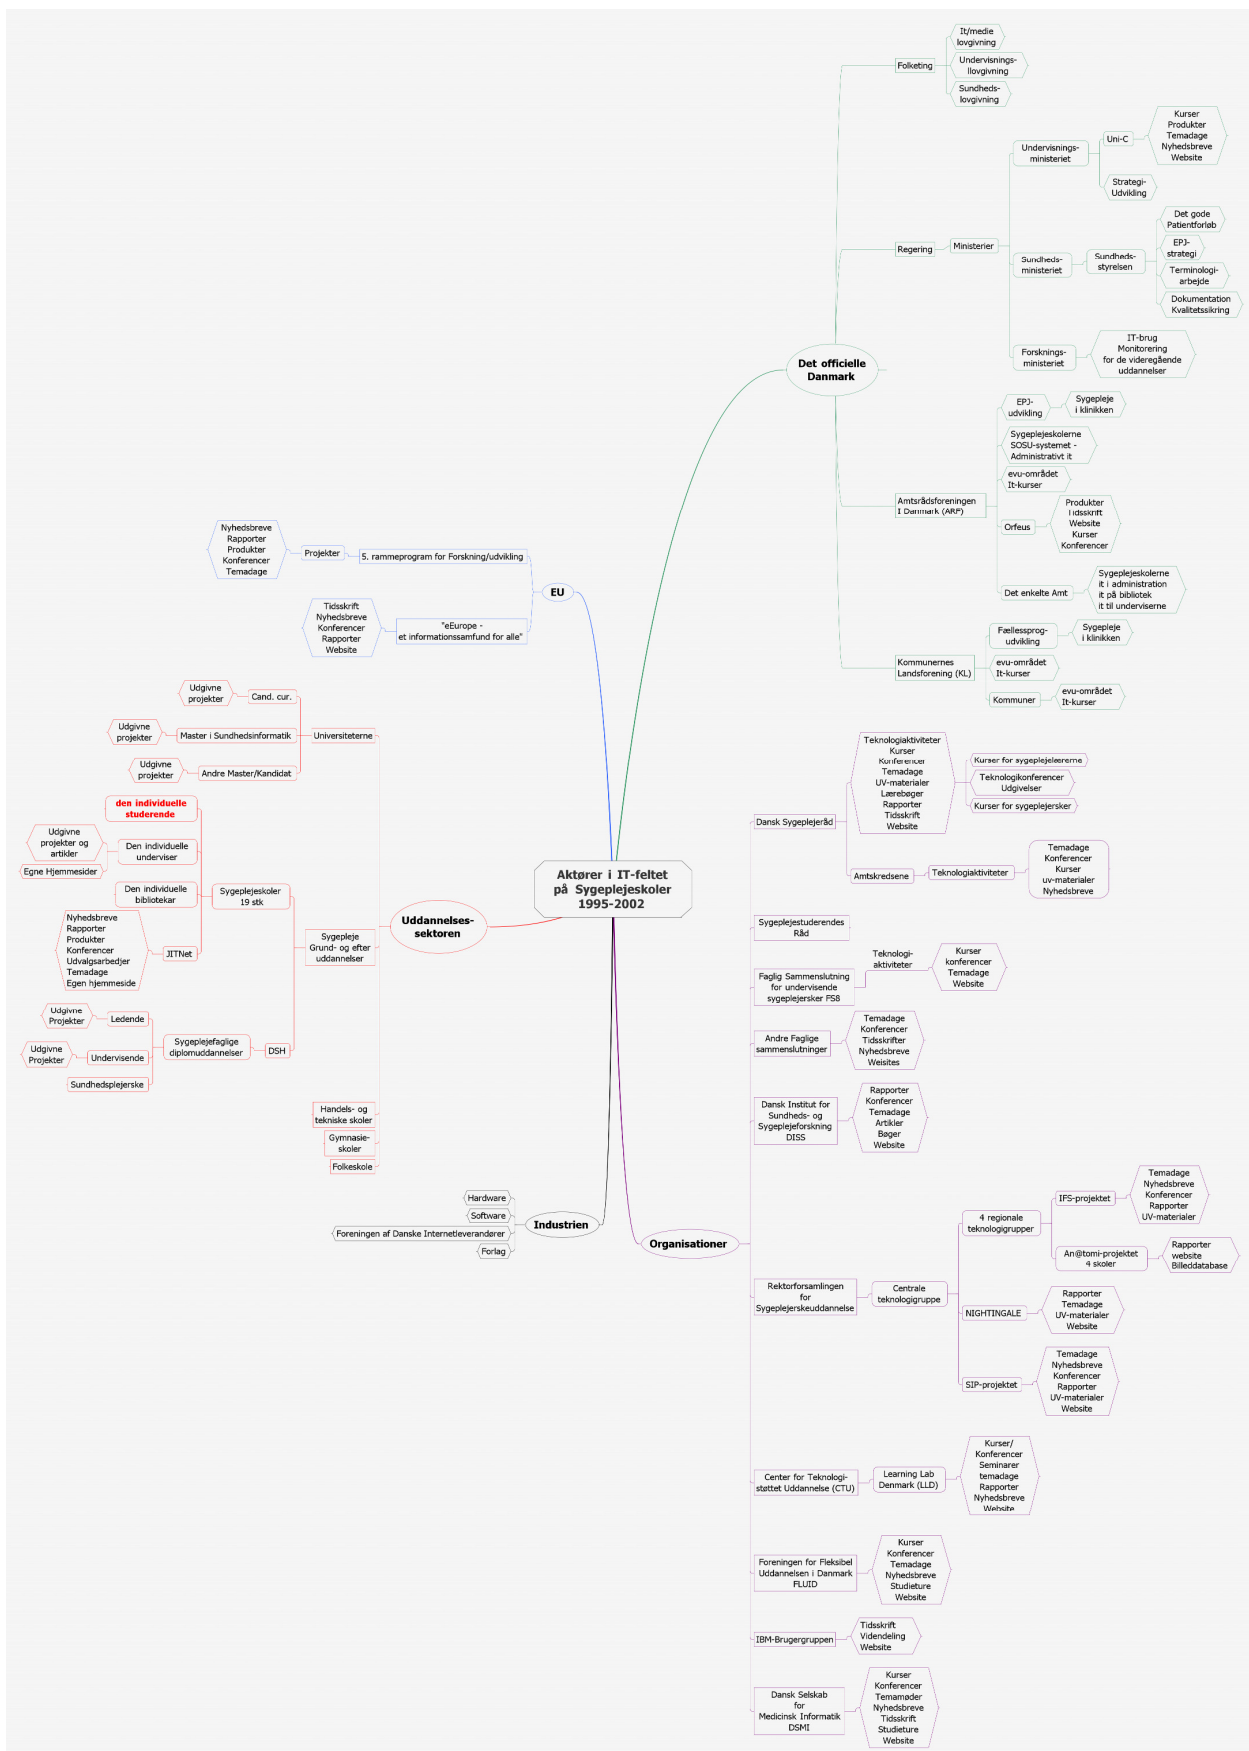 Aktører i IT-feltet
på Sygeplejeskoler
1995-2002
Det officielle
Danmark
Folketing
It/medie
lovgivning
Undervisnings-
llovgivning
Sundheds-
lovgivning
Regering
Ministerier
Undervisnings-
ministeriet
Uni-C
Kurser
Produkter
Temadage
Nyhedsbreve
Website
Strategi-
Udvikling
Sundheds-
ministeriet
Sundheds-
styrelsen
Det gode
Patientforløb
EPJ-
strategi
Terminologi-
arbejde
Dokumentation
Kvalitetssikring
Forsknings-
ministeriet
IT-brug
Monitorering
for de videregående
uddannelser
Amtsrådsforeningen
I Danmark (ARF)
EPJ-
udvikling
Sygepleje
i klinikken
Sygeplejeskolerne
SOSU-systemet -
Administrativt it
evu-området
It-kurser
Orfeus
Produkter
Tidsskrift
Website
Kurser
Konferencer
Det enkelte Amt
Sygeplejeskolerne
it i administration
it på bibliotek
it til underviserne
Kommunernes
Landsforening (KL)
Fællessprog-
udvikling
Sygepleje
i klinikken
evu-området
It-kurser
Kommuner
evu-området
It-kurser
EU
5. rammeprogram for Forskning/udvikling
Projekter
Nyhedsbreve
Rapporter
Produkter
Konferencer
Temadage
"eEurope -
et informationssamfund for alle"
Tidsskrift
Nyhedsbreve
Konferencer
Rapporter
Website
Uddannelses-
sektoren
Universiteterne
Cand. cur.
Udgivne
projekter
Master i Sundhedsinformatik
Udgivne
projekter
Andre Master/Kandidat
Udgivne
projekter
Sygepleje
Grund- og efter
uddannelser
Sygeplejeskoler
19 stk
den individuelle
studerende
Den individuelle
underviser
Udgivne
projekter og
artikler
Egne Hjemmesider
Den individuelle
bibliotekar
JITNet
Nyhedsbreve
Rapporter
Produkter
Konferencer
Udvalgsarbedjer
Temadage
Egen hjemmeside
DSH
Sygeplejefaglige
diplomuddannelser
Ledende
Udgivne
Projekter
Undervisende
Udgivne
Projekter
Sundhedsplejerske
Handels- og
tekniske skoler
Gymnasie-
skoler
Folkeskole
Industrien
Hardware
Software
Foreningen af Danske Internetleverandører
Forlag
Organisationer
Dansk Sygeplejeråd
Teknologiaktiviteter
Kurser
Konferencer
Temadage
UV-materialer
Lærebøger
Rapporter
Tidsskrift
Website
Kurser for sygeplejelærerne
Teknologikonferencer
Udgivelser
Kurser for sygeplejersker
Amtskredsene
Teknologiaktiviteter
Temadage
Konferencer
Kurser
uv-materialer
Nyhedsbreve
Sygeplejestuderendes
Råd
Faglig Sammenslutning
for undervisende
sygeplejersker FS8
Teknologi-
aktiviteter
Kurser
konferencer
Temadage
Website
Andre Faglige
sammenslutninger
Temadage
Konferencer
Tidsskrifter
Nyhedsbreve
Weisites
Dansk Institut for
Sundheds- og
Sygeplejeforskning
DISS
Rapporter
Konferencer
Temadage
Artikler
Bøger
Website
Rektorforsamlingen
for
Sygeplejerskeuddannelse
Centrale
teknologigruppe
4 regionale
teknologigrupper
IFS-projektet
Temadage
Nyhedsbreve
Konferencer
Rapporter
UV-materialer
An@tomi-projektet
4 skoler
Rapporter
website
Billeddatabase
NIGHTINGALE
Rapporter
Temadage
UV-materialer
Website
SIP-projektet
Temadage
Nyhedsbreve
Konferencer
Rapporter
UV-materialer
Website
Center for Teknologi-
støttet Uddannelse (CTU)
Learning Lab
Denmark (LLD)
Kurser/
Konferencer
Seminarer
temadage
Rapporter
Nyhedsbreve
Website
Foreningen for Fleksibel
Uddannelsen i Danmark
FLUID
Kurser
Konferencer
Temadage
Nyhedsbreve
Studieture
Website
IBM-Brugergruppen
Tidsskrift
Videndeling
Website
Dansk Selskab
for
Medicinsk Informatik
DSMI
Kurser
Konferencer
Temamøder
Nyhedsbreve
Tidsskrift
Studieture
Website